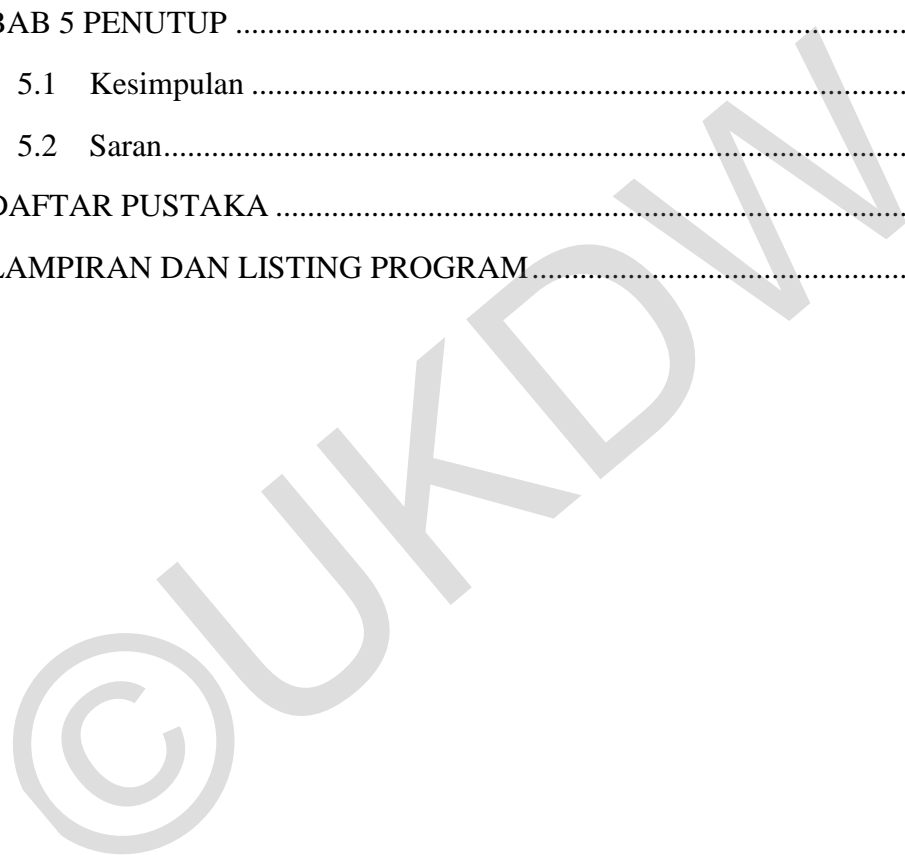 BAB 5 PENUTUP ....................................................................................
5.1 Kesimpulan ..................................................................................
5.2 Saran...........................................................................................
DAFTAR PUSTAKA ...............................................................................
LAMPIRAN DAN LISTING PROGRAM................................................
©UKDW